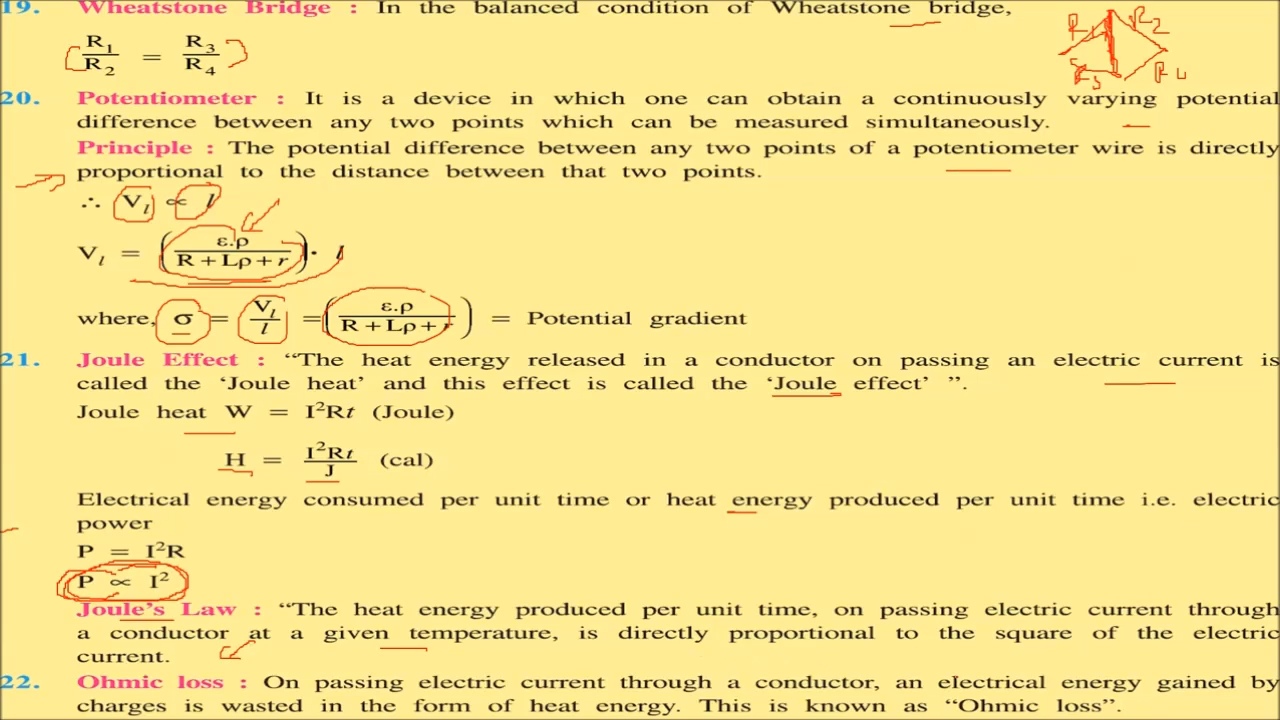 19. Wheatstone Bridge : In the balanced condition of Wheatstone bridge,
R₁/R₂ = R₃/R₄
R₁ R₂
R₃ R4
20. Potentiometer : It is a device in which one can obtain a continuously varying potential
difference between any two points which can be measured simultaneously.
Principle : The potential difference between any two points of a potentiometer wire is directly
proportional to the distance between that two points.
∴ Vₗ ∝ l
Vₗ = (ε.ρ / R + Lρ + r) · l
where, σ = Vₗ/l = (ε.ρ / R + Lρ + r) = Potential gradient
21. Joule Effect : “The heat energy released in a conductor on passing an electric current is
called the ‘Joule heat’ and this effect is called the ‘Joule effect’ ”.
Joule heat W = I²Rt (Joule)
H = I²Rt/J (cal)
Electrical energy consumed per unit time or heat energy produced per unit time i.e. electric
power
P = I²R
P ∝ I²
Joule’s Law : “The heat energy produced per unit time, on passing electric current through
a conductor at a given temperature, is directly proportional to the square of the electric
current.
22. Ohmic loss : On passing electric current through a conductor, an electrical energy gained by
charges is wasted in the form of heat energy. This is known as “Ohmic loss”.